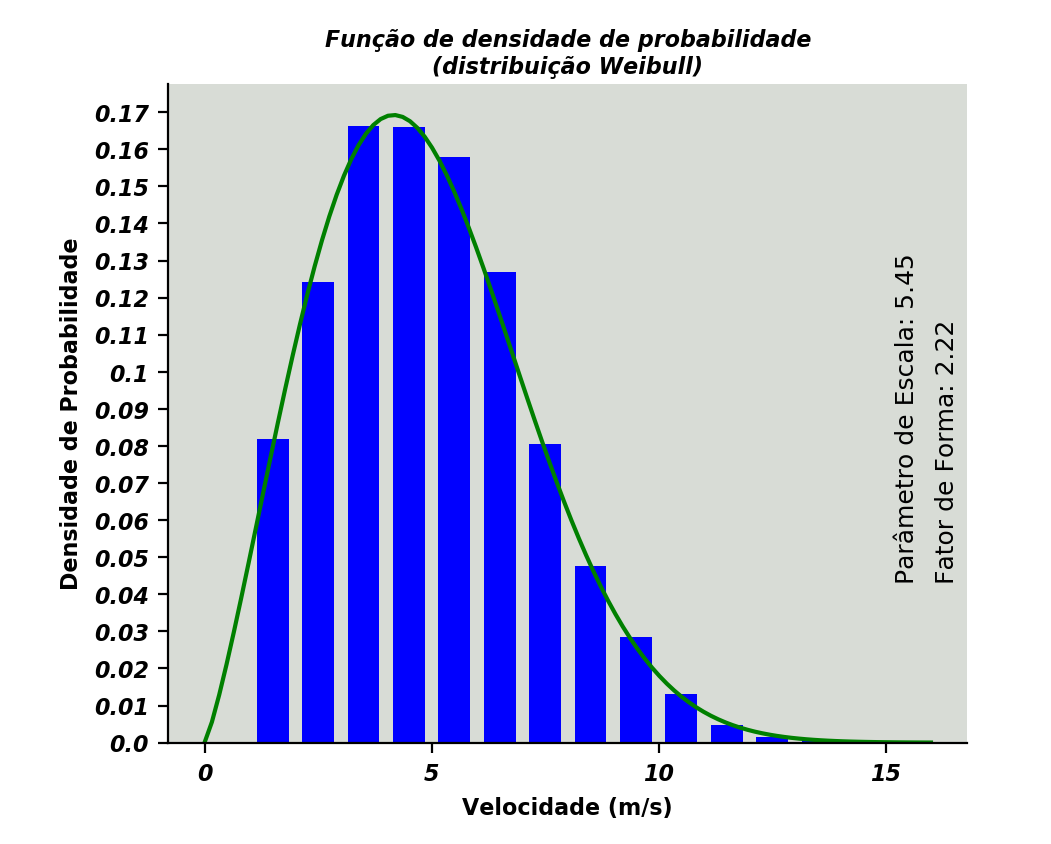 Função de densidade de probabilidade
(distribuição Weibull)
Densidade de Probabilidade
0.17
0.16
0.15
0.14
0.13
0.12
0.11
0.1
0.09
0.08
0.07
0.06
0.05
0.04
0.03
0.02
0.01
0.0
Parâmetro de Escala: 5.45
Fator de Forma: 2.22
0 5 10 15
Velocidade (m/s)